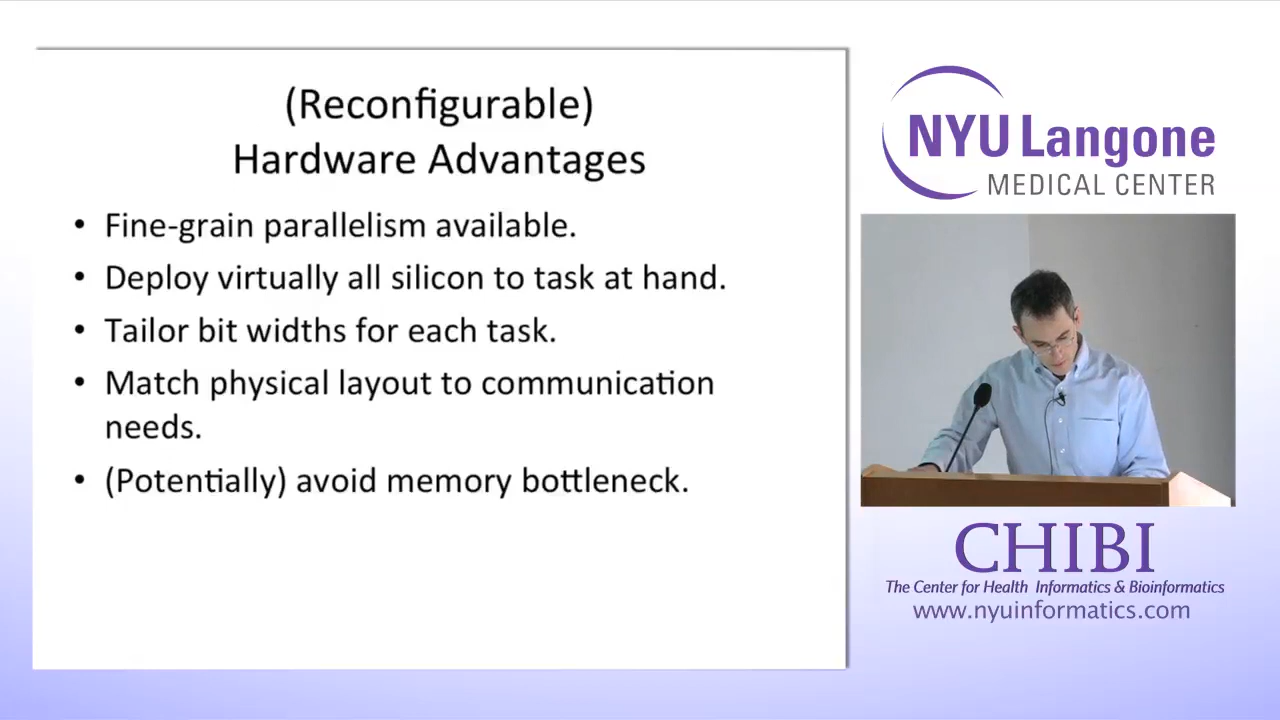 (Reconfigurable)
Hardware Advantages
• Fine-grain parallelism available.
• Deploy virtually all silicon to task at hand.
• Tailor bit widths for each task.
• Match physical layout to communication
needs.
• (Potentially) avoid memory bottleneck.
NYU Langone
MEDICAL CENTER
CHIBI
The Center for Health Informatics & Bioinformatics
www.nyuinformatics.com